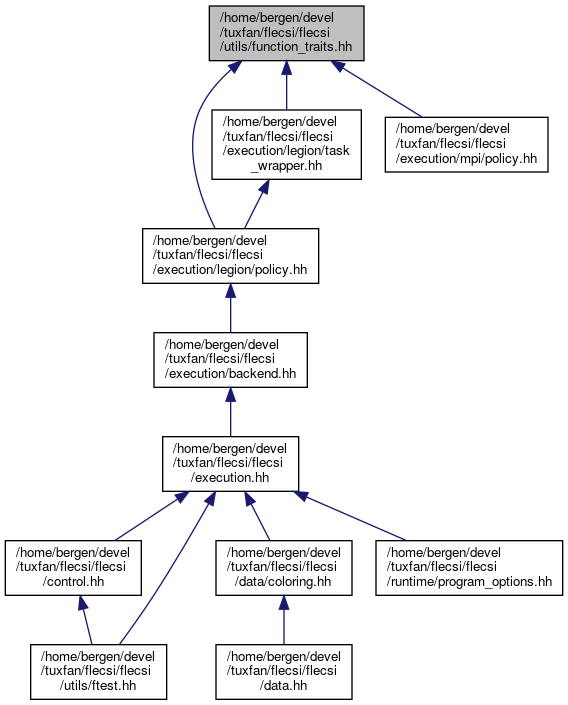 /home/bergen/devel
/tuxfan/flecsi/flecsi
/utils/function_traits.hh
/home/bergen/devel
/tuxfan/flecsi/flecsi
/execution/legion/task
_wrapper.hh
/home/bergen/devel
/tuxfan/flecsi/flecsi
/execution/mpi/policy.hh
/home/bergen/devel
/tuxfan/flecsi/flecsi
/execution/legion/policy.hh
/home/bergen/devel
/tuxfan/flecsi/flecsi
/execution/backend.hh
/home/bergen/devel
/tuxfan/flecsi/flecsi
/execution.hh
/home/bergen/devel
/tuxfan/flecsi/flecsi
/control.hh
/home/bergen/devel
/tuxfan/flecsi/flecsi
/data/coloring.hh
/home/bergen/devel
/tuxfan/flecsi/flecsi
/runtime/program_options.hh
/home/bergen/devel
/tuxfan/flecsi/flecsi
/utils/ftest.hh
/home/bergen/devel
/tuxfan/flecsi/flecsi
/data.hh